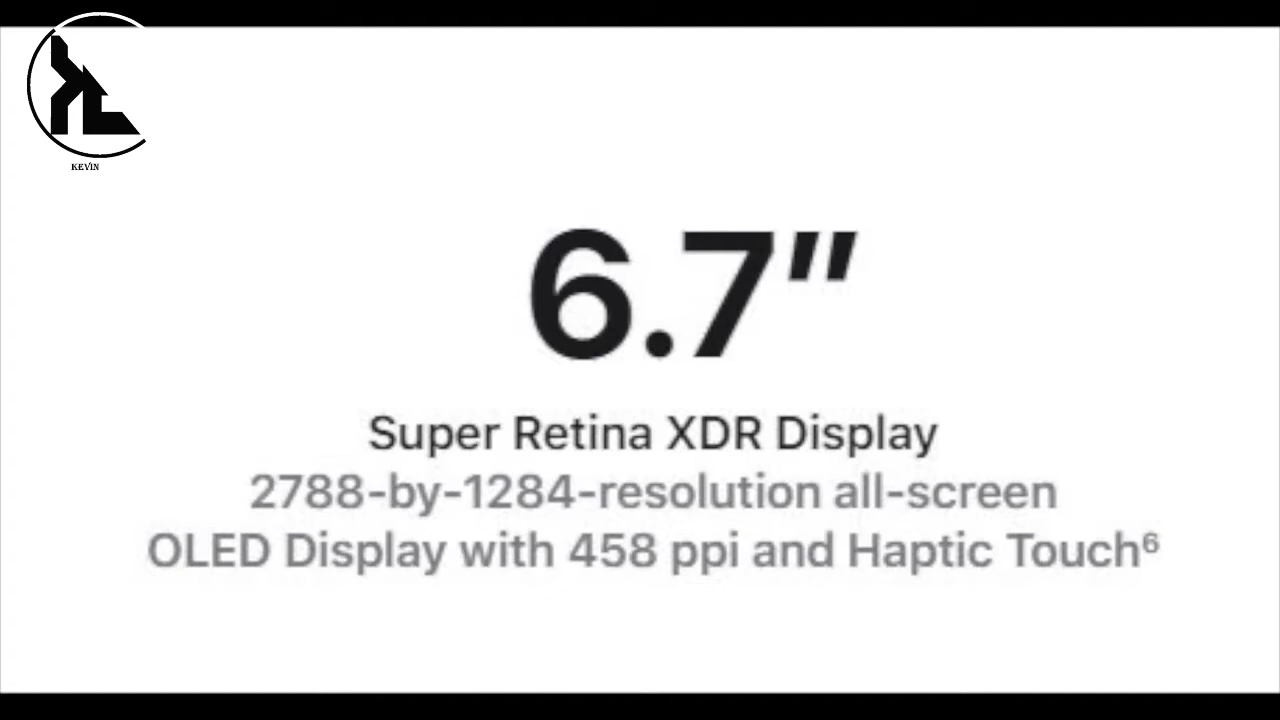 KEVIN
6.7"
Super Retina XDR Display
2788-by-1284-resolution all-screen
OLED Display with 458 ppi and Haptic Touch⁶